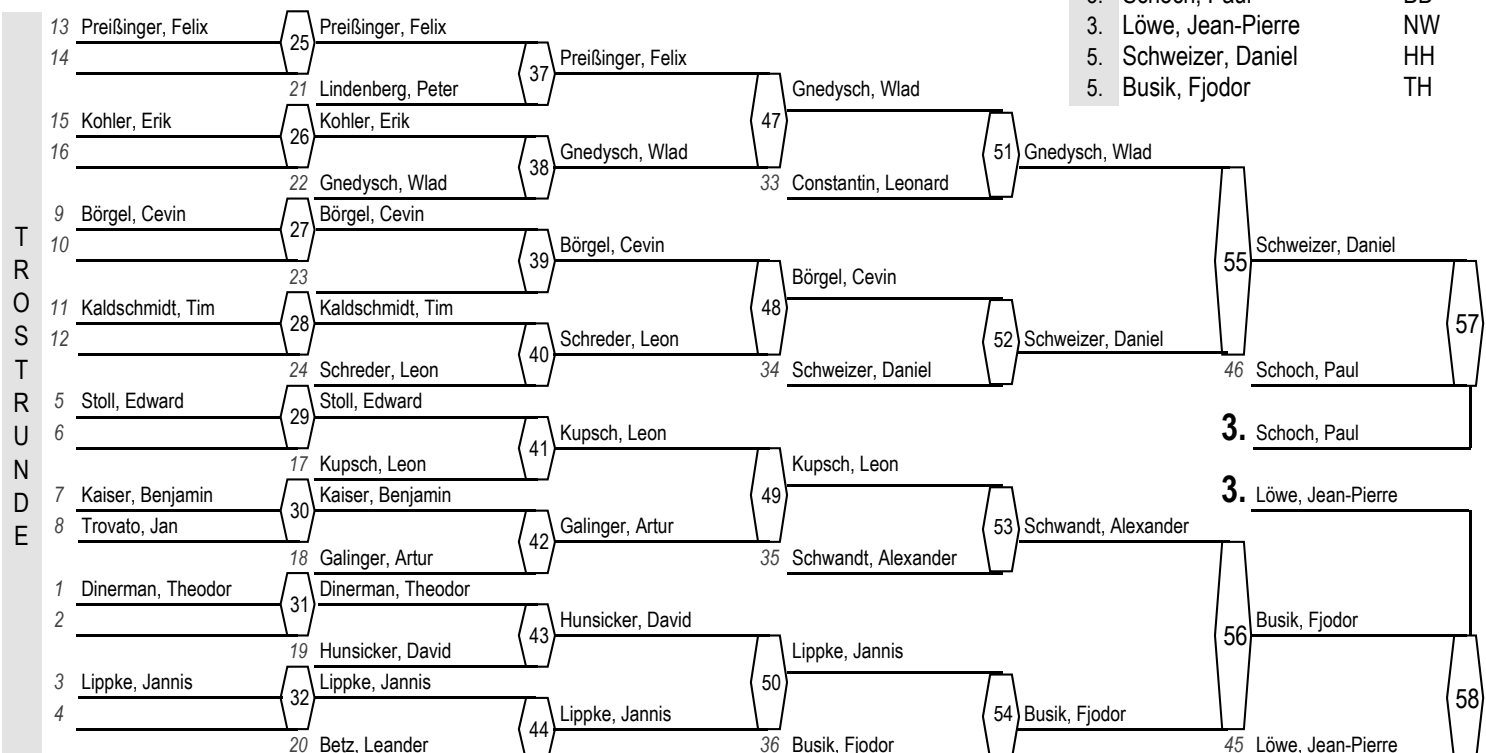 3. Schoch, Paul BB
3. Löwe, Jean-Pierre NW
5. Schweizer, Daniel HH
5. Busik, Fjodor TH
TROSTRUNDE
13 Preißinger, Felix
14
15 Kohler, Erik
16
9 Börgel, Cevin
10
11 Kaldschmidt, Tim
12
5 Stoll, Edward
6
7 Kaiser, Benjamin
8 Trovato, Jan
1 Dinerman, Theodor
2
3 Lippke, Jannis
4
25 Preißinger, Felix
21 Lindenberg, Peter
26 Kohler, Erik
22 Gnedysch, Wlad
27 Börgel, Cevin
23
28 Kaldschmidt, Tim
24 Schreder, Leon
29 Stoll, Edward
17 Kupsch, Leon
30 Kaiser, Benjamin
18 Galinger, Artur
31 Dinerman, Theodor
19 Hunsicker, David
32 Lippke, Jannis
20 Betz, Leander
37 Preißinger, Felix
38 Gnedysch, Wlad
39 Börgel, Cevin
40 Schreder, Leon
41 Kupsch, Leon
42 Galinger, Artur
43 Hunsicker, David
44 Lippke, Jannis
47 Gnedysch, Wlad
33 Constantin, Leonard
48 Börgel, Cevin
34 Schweizer, Daniel
49 Kupsch, Leon
35 Schwandt, Alexander
50 Lippke, Jannis
36 Busik, Fjodor
51 Gnedysch, Wlad
52 Schweizer, Daniel
53 Schwandt, Alexander
54 Busik, Fjodor
55 Schweizer, Daniel
46 Schoch, Paul
57
3. Schoch, Paul
3. Löwe, Jean-Pierre
56 Busik, Fjodor
45 Löwe, Jean-Pierre
58